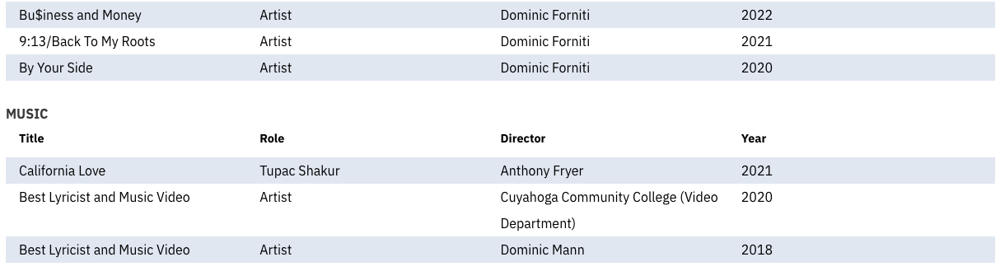 Bu$iness and Money Artist Dominic Forniti 2022
9:13/Back To My Roots Artist Dominic Forniti 2021
By Your Side Artist Dominic Forniti 2020
MUSIC
Title Role Director Year
California Love Tupac Shakur Anthony Fryer 2021
Best Lyricist and Music Video Artist Cuyahoga Community College (Video 2020
Department)
Best Lyricist and Music Video Artist Dominic Mann 2018